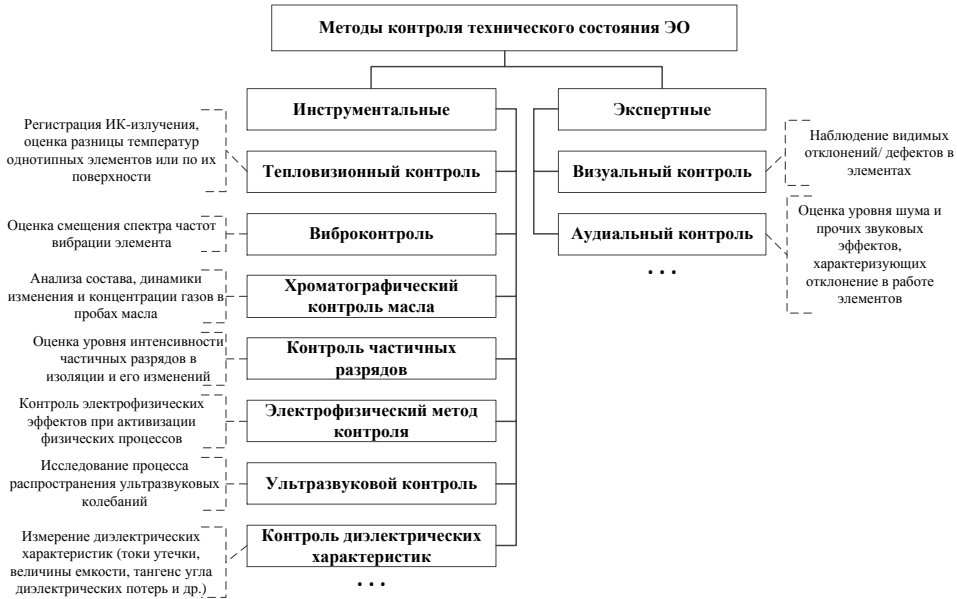 Методы контроля технического состояния ЭО
Инструментальные
Регистрация ИК-излучения,
оценка разницы температур
однотипных элементов или по их
поверхности
Тепловизионный контроль
Оценка смещения спектра частот
вибрации элемента
Виброконтроль
Анализа состава, динамики
изменения и концентрации газов в
пробах масла
Хроматографический
контроль масла
Оценка уровня интенсивности
частичных разрядов в
изоляции и его изменений
Контроль частичных
разрядов
Контроль электрофизических
эффектов при активизации
физических процессов
Электрофизический метод
контроля
Исследование процесса
распространения ультразвуковых
колебаний
Ультразвуковой контроль
Измерение диэлектрических
характеристик (токи утечки,
величины емкости, тангенс угла
диэлектрических потерь и др.)
Контроль диэлектрических
характеристик
. . .
Экспертные
Визуальный контроль
Наблюдение видимых
отклонений/ дефектов в
элементах
Аудиальный контроль
Оценка уровня шума и
прочих звуковых
эффектов,
характеризующих
отклонение в работе
элементов
. . .